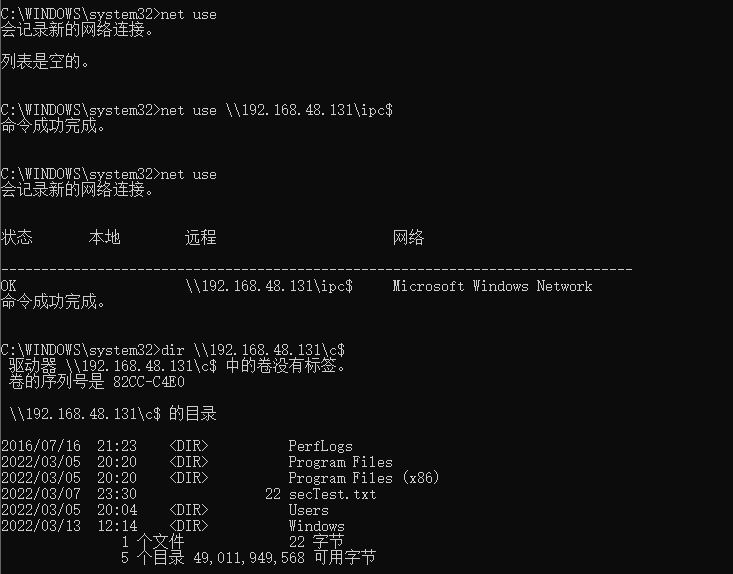 C:\WINDOWS\system32>net use
会记录新的网络连接。
列表是空的。
C:\WINDOWS\system32>net use \\192.168.48.131\ipc$
命令成功完成。
C:\WINDOWS\system32>net use
会记录新的网络连接。
状态       本地        远程                      网络
-------------------------------------------------------------------------------
OK                     \\192.168.48.131\ipc$     Microsoft Windows Network
命令成功完成。
C:\WINDOWS\system32>dir \\192.168.48.131\c$
驱动器 \\192.168.48.131\c$ 中的卷没有标签。
卷的序列号是 82CC-C4E0
\\192.168.48.131\c$ 的目录
2016/07/16  21:23    <DIR>          PerfLogs
2022/03/05  20:20    <DIR>          Program Files
2022/03/05  20:20    <DIR>          Program Files (x86)
2022/03/07  23:30                22 secTest.txt
2022/03/05  20:04    <DIR>          Users
2022/03/13  12:14    <DIR>          Windows
1 个文件             22 字节
5 个目录 49,011,949,568 可用字节